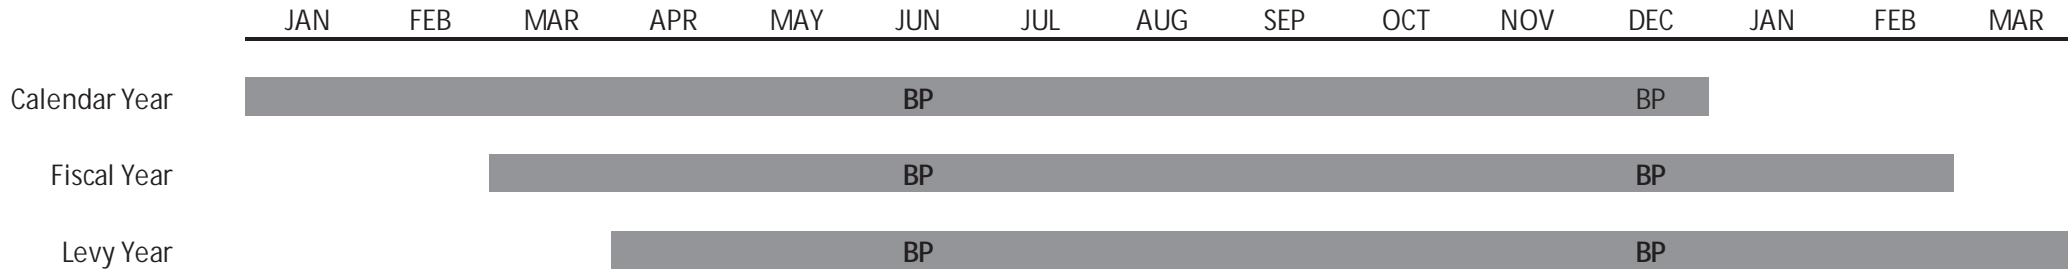 JAN FEB MAR APR MAY JUN JUL AUG SEP OCT NOV DEC JAN FEB MAR
Calendar Year BP BP
Fiscal Year BP BP
Levy Year BP BP